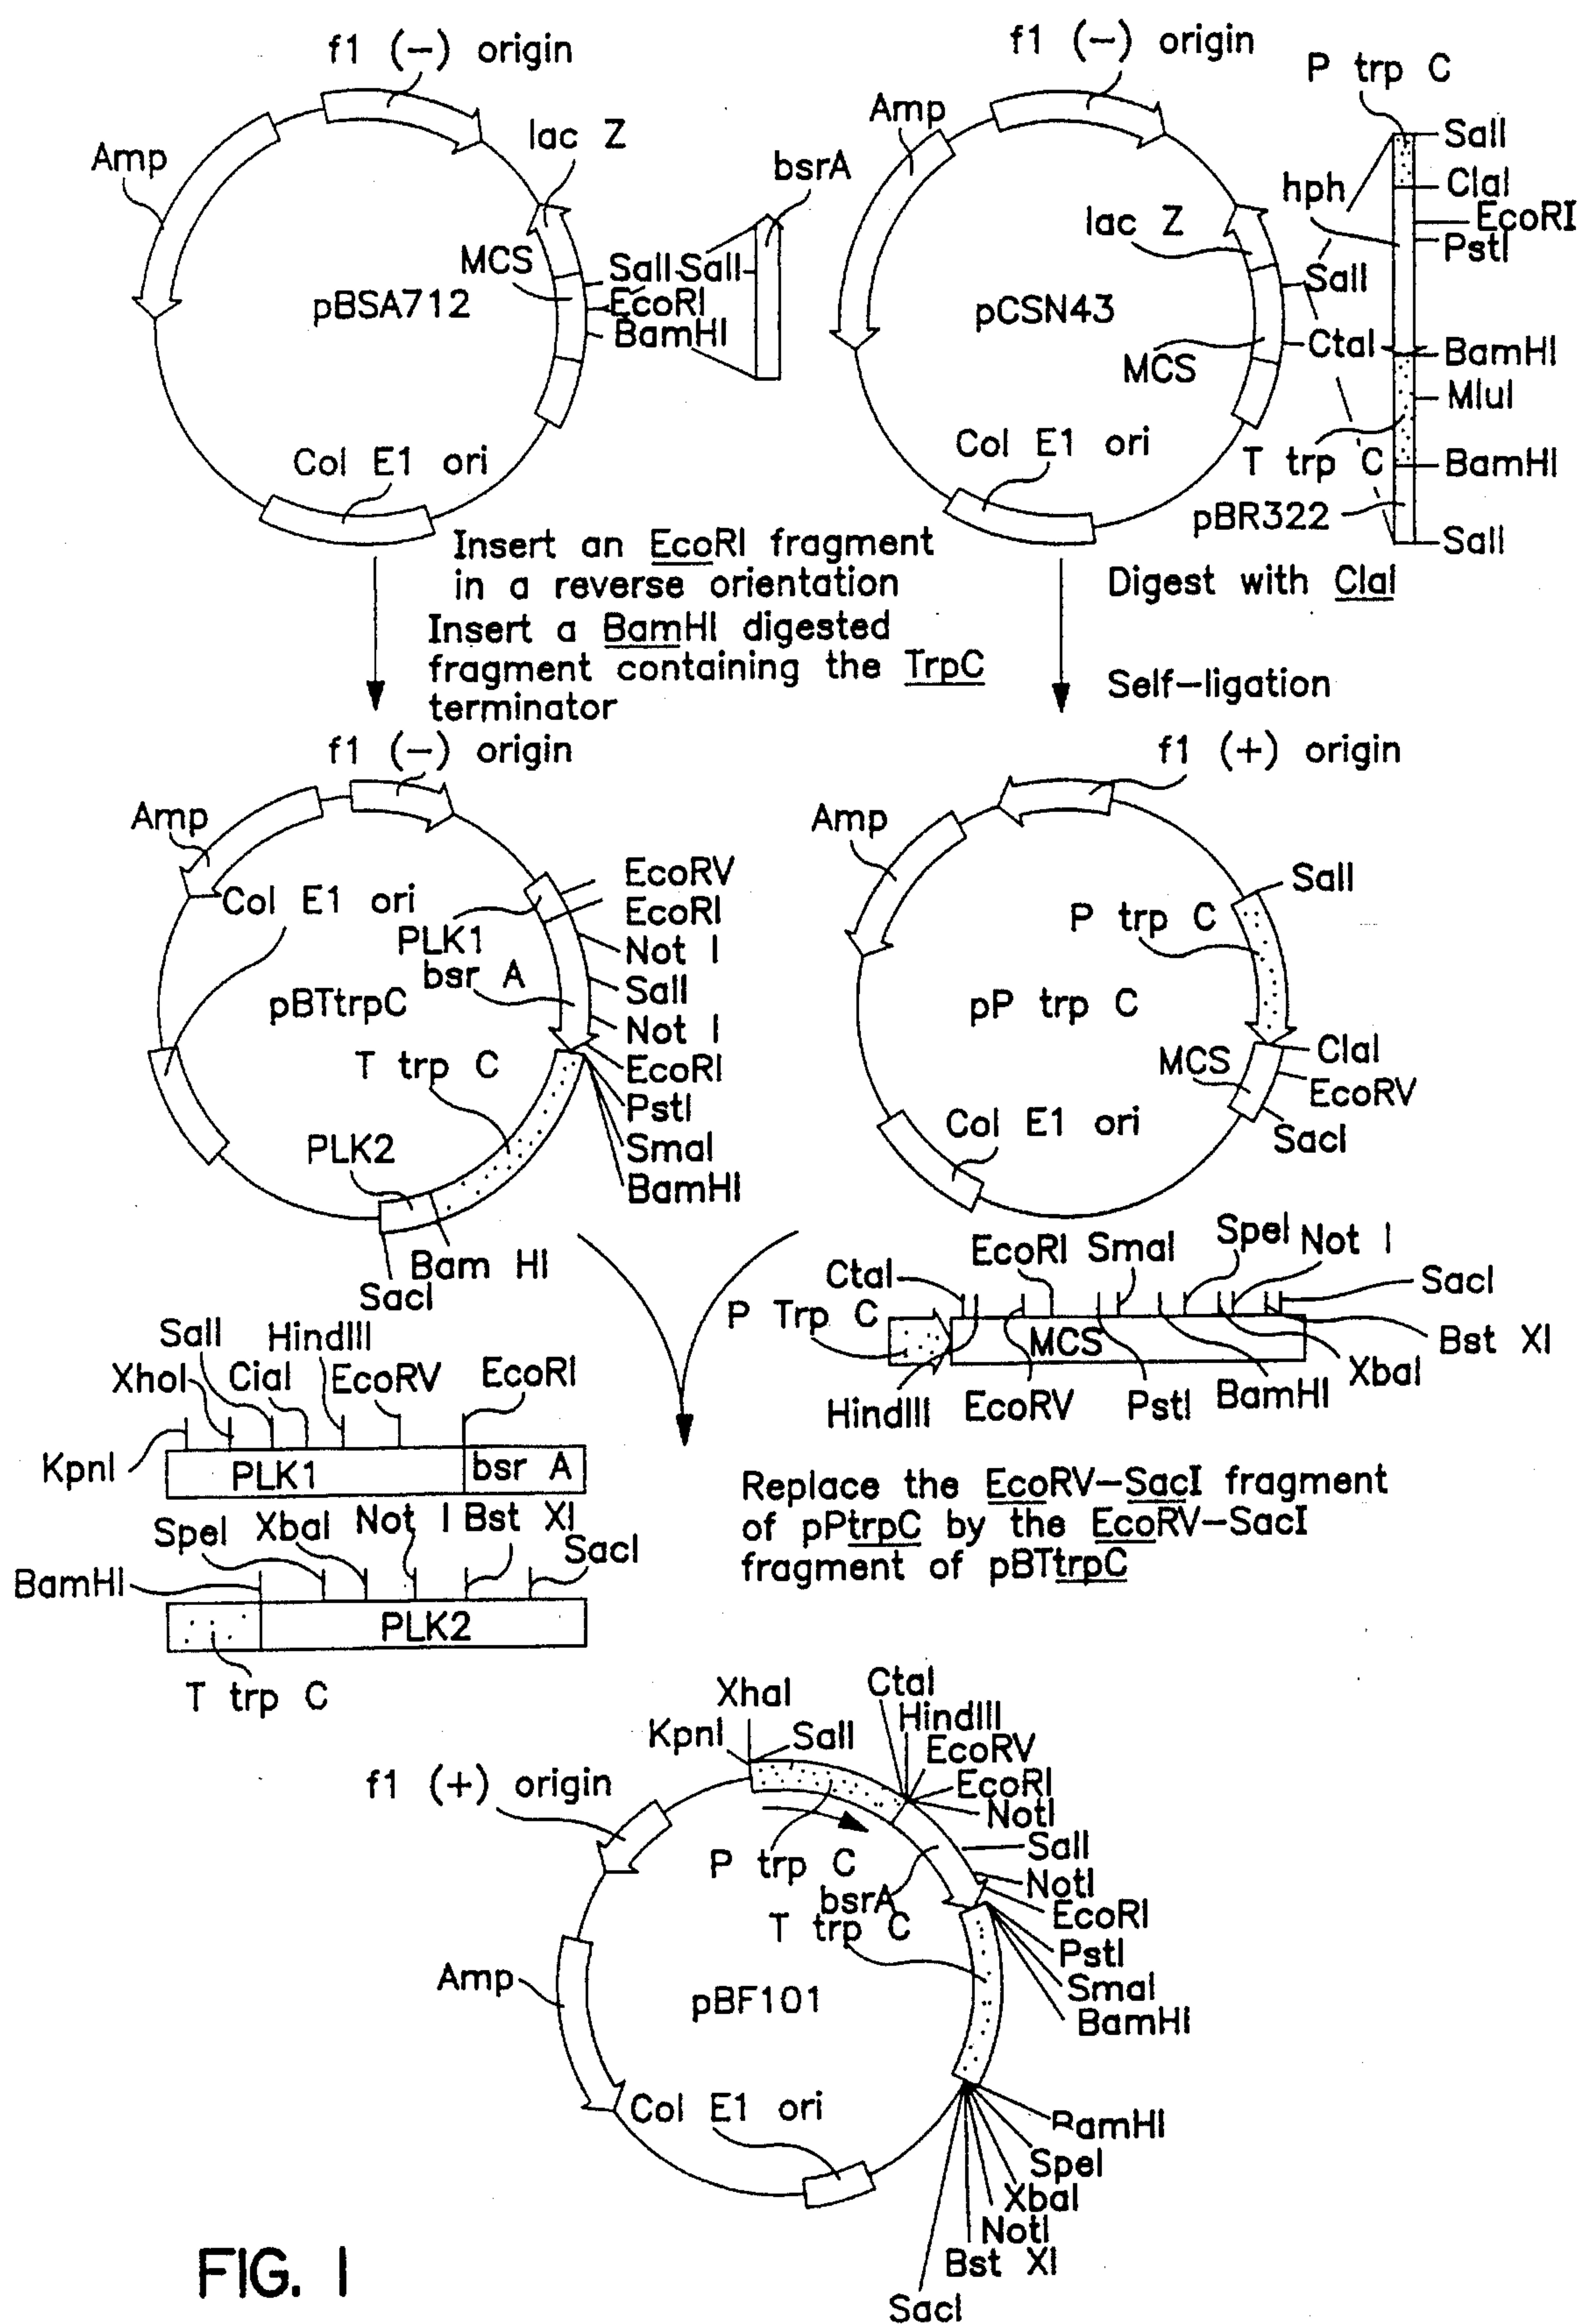 f1 (-) origin
Amp
lac Z
bsrA
MCS
SalI SalI
EcoRI
BamHI
pBSA712
Col E1 ori
f1 (-) origin
Amp
lac Z
pCSN43
MCS
SalI
CtaI
Col E1 ori
P trp C
hph
SalI
ClaI
EcoRI
PstI
BamHI
MluI
T trp C
BamHI
pBR322
SalI
Insert an EcoRI fragment
in a reverse orientation
Insert a BamHI digested
fragment containing the TrpC
terminator
Digest with ClaI
Self-ligation
f1 (-) origin
Amp
Col E1 ori
PLK1
bsr A
pBTtrpC
T trp C
PLK2
EcoRV
EcoRI
Not I
SalI
Not I
EcoRI
PstI
SmaI
BamHI
Bam HI
SacI
f1 (+) origin
Amp
SalI
P trp C
pP trp C
ClaI
MCS
EcoRV
SacI
Col E1 ori
EcoRI SmaI
SpeI Not I
CtaI
SacI
P Trp C
MCS
Bst XI
XbaI
HindIII EcoRV PstI BamHI
SalI HindIII
XhoI CiaI EcoRV EcoRI
KpnI
PLK1
bsr A
SpeI XbaI Not I Bst XI
SacI
BamHI
PLK2
T trp C
Replace the EcoRV-SacI fragment
of pPtrpC by the EcoRV-SacI
fragment of pBTtrpC
XhaI
KpnI
SalI
CtaI
HindIII
EcoRV
EcoRI
NotI
SalI
NotI
EcoRI
PstI
SmaI
BamHI
f1 (+) origin
P trp C
bsrA
T trp C
Amp
pBF101
Col E1 ori
BamHI
SpeI
XbaI
NotI
Bst XI
SacI
FIG. 1